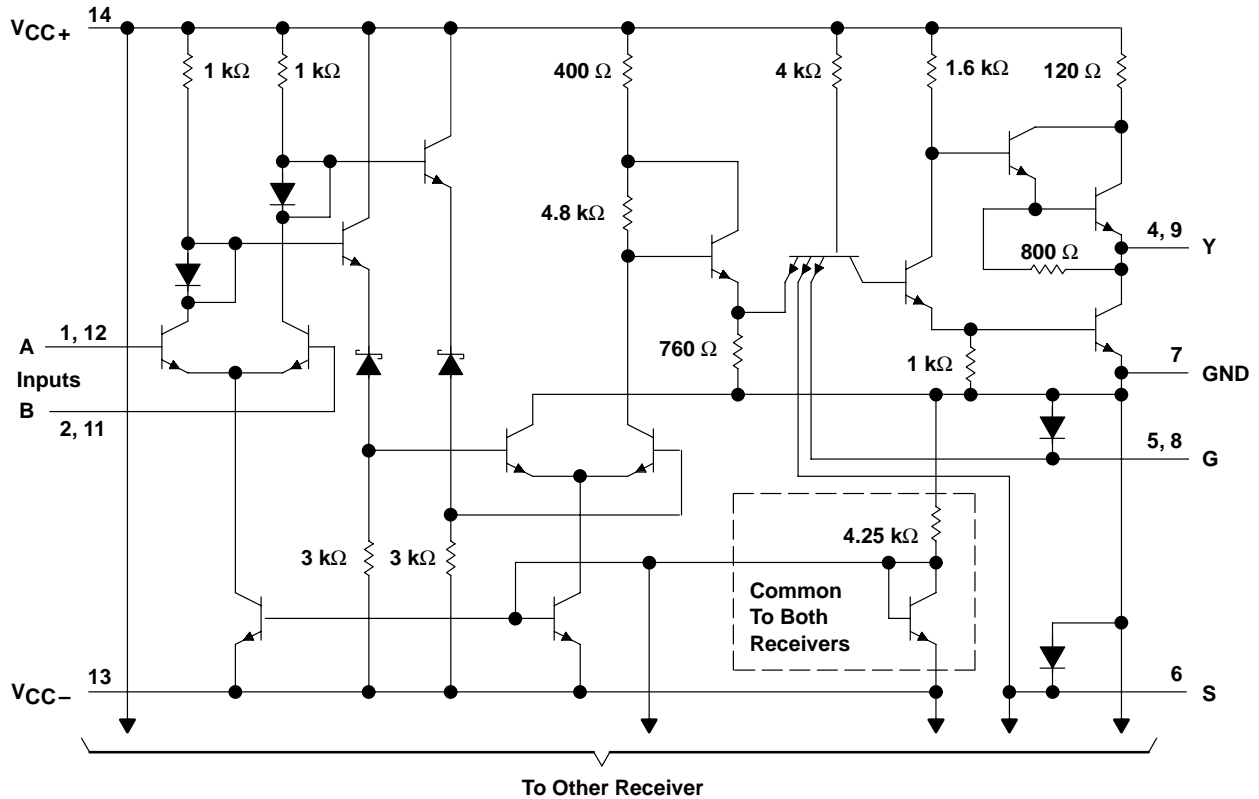 VCC+ 14
1 kΩ 1 kΩ 400 Ω 4 kΩ 1.6 kΩ 120 Ω
4.8 kΩ
4, 9 Y
800 Ω
A 1, 12
Inputs
B
2, 11
760 Ω
1 kΩ
7
GND
5, 8
G
3 kΩ 3 kΩ
4.25 kΩ
Common
To Both
Receivers
VCC− 13
6
S
To Other Receiver